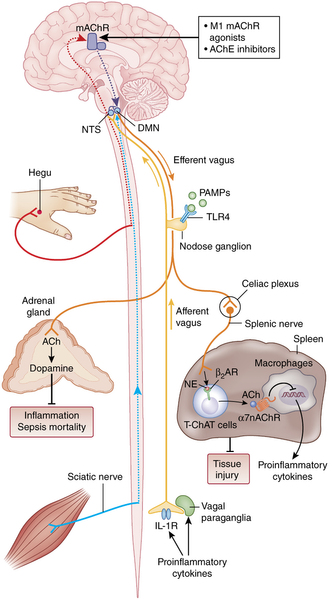 mAChR
• M1 mAChR
agonists
• AChE inhibitors
NTS
DMN
Efferent vagus
Hegu
PAMPs
TLR4
Nodose ganglion
Celiac plexus
Adrenal
gland
Afferent
vagus
Splenic nerve
Spleen
ACh
Dopamine
Macrophages
β2AR
NE
ACh
α7nAChR
T-ChAT cells
Inflammation
Sepsis mortality
Tissue
injury
Proinflammatory
cytokines
Sciatic nerve
Vagal
paraganglia
IL-1R
Proinflammatory
cytokines